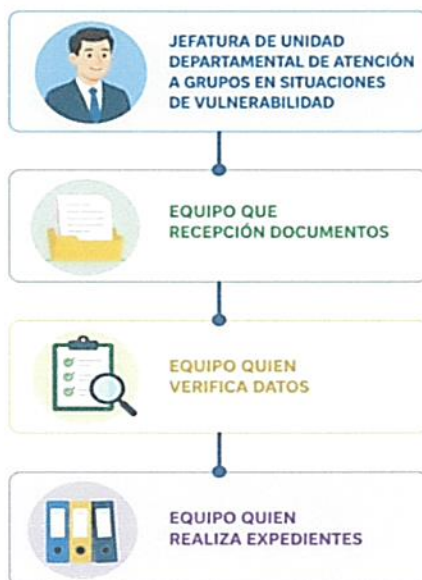 JEFATURA DE UNIDAD
DEPARTAMENTAL DE ATENCIÓN
A GRUPOS EN SITUACIONES
DE VULNERABILIDAD
EQUIPO QUE
RECEPCIÓN DOCUMENTOS
EQUIPO QUIEN
VERIFICA DATOS
EQUIPO QUIEN
REALIZA EXPEDIENTES